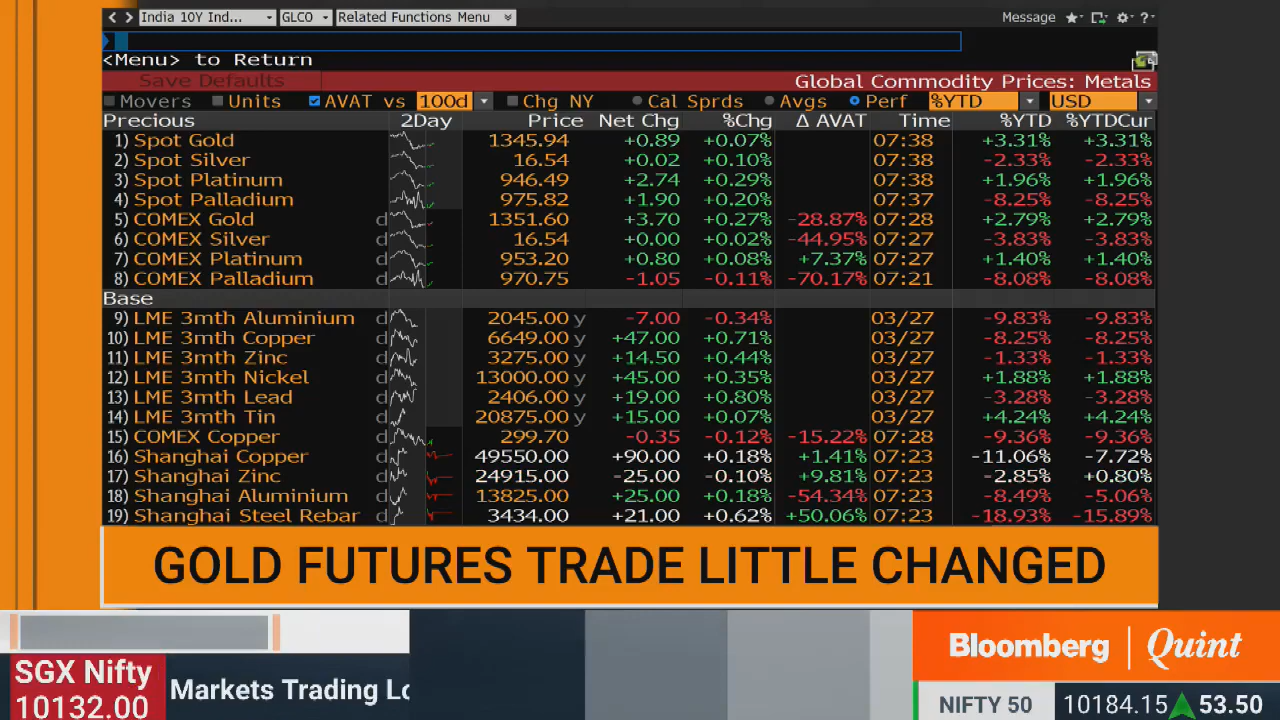 India 10Y Ind... GLCO Related Functions Menu Message ?
<Menu> to Return
Save Defaults Global Commodity Prices: Metals
Movers Units AVAT vs 100d Chg NY Cal Sprds Avgs Perf %YTD USD
Precious 2Day Price Net Chg %Chg Δ AVAT Time %YTD %YTDCur
1) Spot Gold 1345.94 +0.89 +0.07% 07:38 +3.31% +3.31%
2) Spot Silver 16.54 +0.02 +0.10% 07:38 -2.33% -2.33%
3) Spot Platinum 946.49 +2.74 +0.29% 07:38 +1.96% +1.96%
4) Spot Palladium 975.82 +1.90 +0.20% 07:37 -8.25% -8.25%
5) COMEX Gold d 1351.60 +3.70 +0.27% -28.87% 07:28 +2.79% +2.79%
6) COMEX Silver d 16.54 +0.00 +0.02% -44.95% 07:27 -3.83% -3.83%
7) COMEX Platinum d 953.20 +0.80 +0.08% +7.37% 07:27 +1.40% +1.40%
8) COMEX Palladium d 970.75 -1.05 -0.11% -70.17% 07:21 -8.08% -8.08%
Base
9) LME 3mth Aluminium d 2045.00 y -7.00 -0.34% 03/27 -9.83% -9.83%
10) LME 3mth Copper d 6649.00 y +47.00 +0.71% 03/27 -8.25% -8.25%
11) LME 3mth Zinc d 3275.00 y +14.50 +0.44% 03/27 -1.33% -1.33%
12) LME 3mth Nickel d 13000.00 y +45.00 +0.35% 03/27 +1.88% +1.88%
13) LME 3mth Lead d 2406.00 y +19.00 +0.80% 03/27 -3.28% -3.28%
14) LME 3mth Tin d 20875.00 y +15.00 +0.07% 03/27 +4.24% +4.24%
15) COMEX Copper d 299.70 -0.35 -0.12% -15.22% 07:28 -9.36% -9.36%
16) Shanghai Copper d 49550.00 +90.00 +0.18% +1.41% 07:23 -11.06% -7.72%
17) Shanghai Zinc d 24915.00 -25.00 -0.10% +9.81% 07:23 -2.85% +0.80%
18) Shanghai Aluminium d 13825.00 +25.00 +0.18% -54.34% 07:23 -8.49% -5.06%
19) Shanghai Steel Rebar d 3434.00 +21.00 +0.62% +50.06% 07:23 -18.93% -15.89%
GOLD FUTURES TRADE LITTLE CHANGED
Bloomberg | Quint
SGX Nifty
10132.00
Markets Trading Lo
NIFTY 50 10184.15 53.50